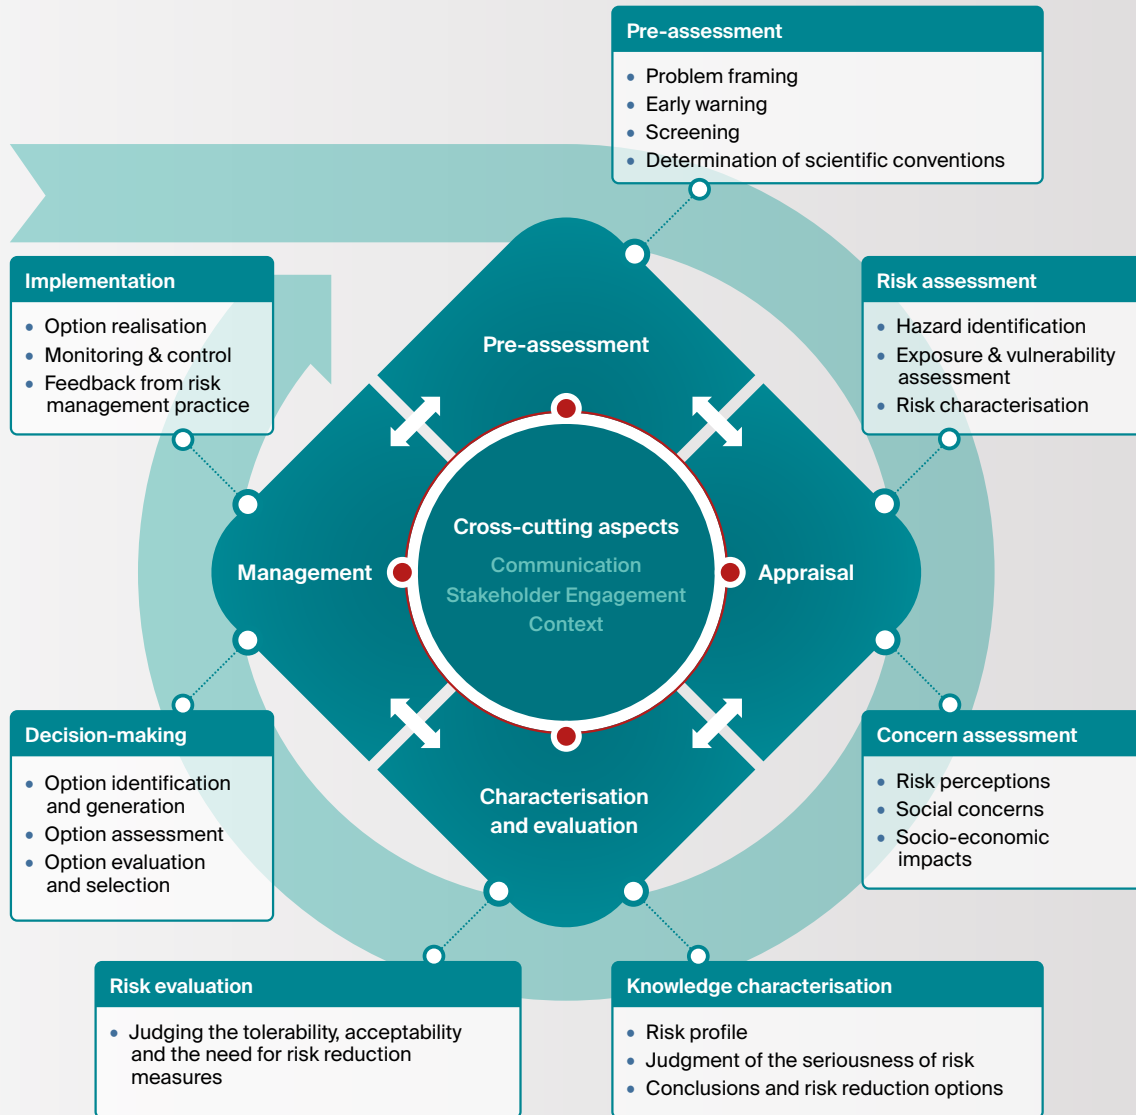 Pre-assessment
• Problem framing
• Early warning
• Screening
• Determination of scientific conventions
Implementation
• Option realisation
• Monitoring & control
• Feedback from risk
management practice
Risk assessment
• Hazard identification
• Exposure & vulnerability
assessment
• Risk characterisation
Pre-assessment
Cross-cutting aspects
Communication
Stakeholder Engagement
Context
Management
Appraisal
Characterisation
and evaluation
Decision-making
• Option identification
and generation
• Option assessment
• Option evaluation
and selection
Concern assessment
• Risk perceptions
• Social concerns
• Socio-economic
impacts
Risk evaluation
• Judging the tolerability, acceptability
and the need for risk reduction
measures
Knowledge characterisation
• Risk profile
• Judgment of the seriousness of risk
• Conclusions and risk reduction options